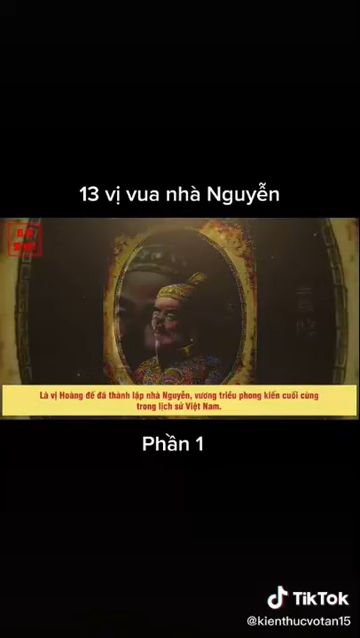 13 vị vua nhà Nguyễn
Là vị Hoàng đế đã thành lập nhà Nguyễn, vương triều phong kiến cuối cùng
trong lịch sử Việt Nam.
Phần 1
TikTok
@kienthucvotan15